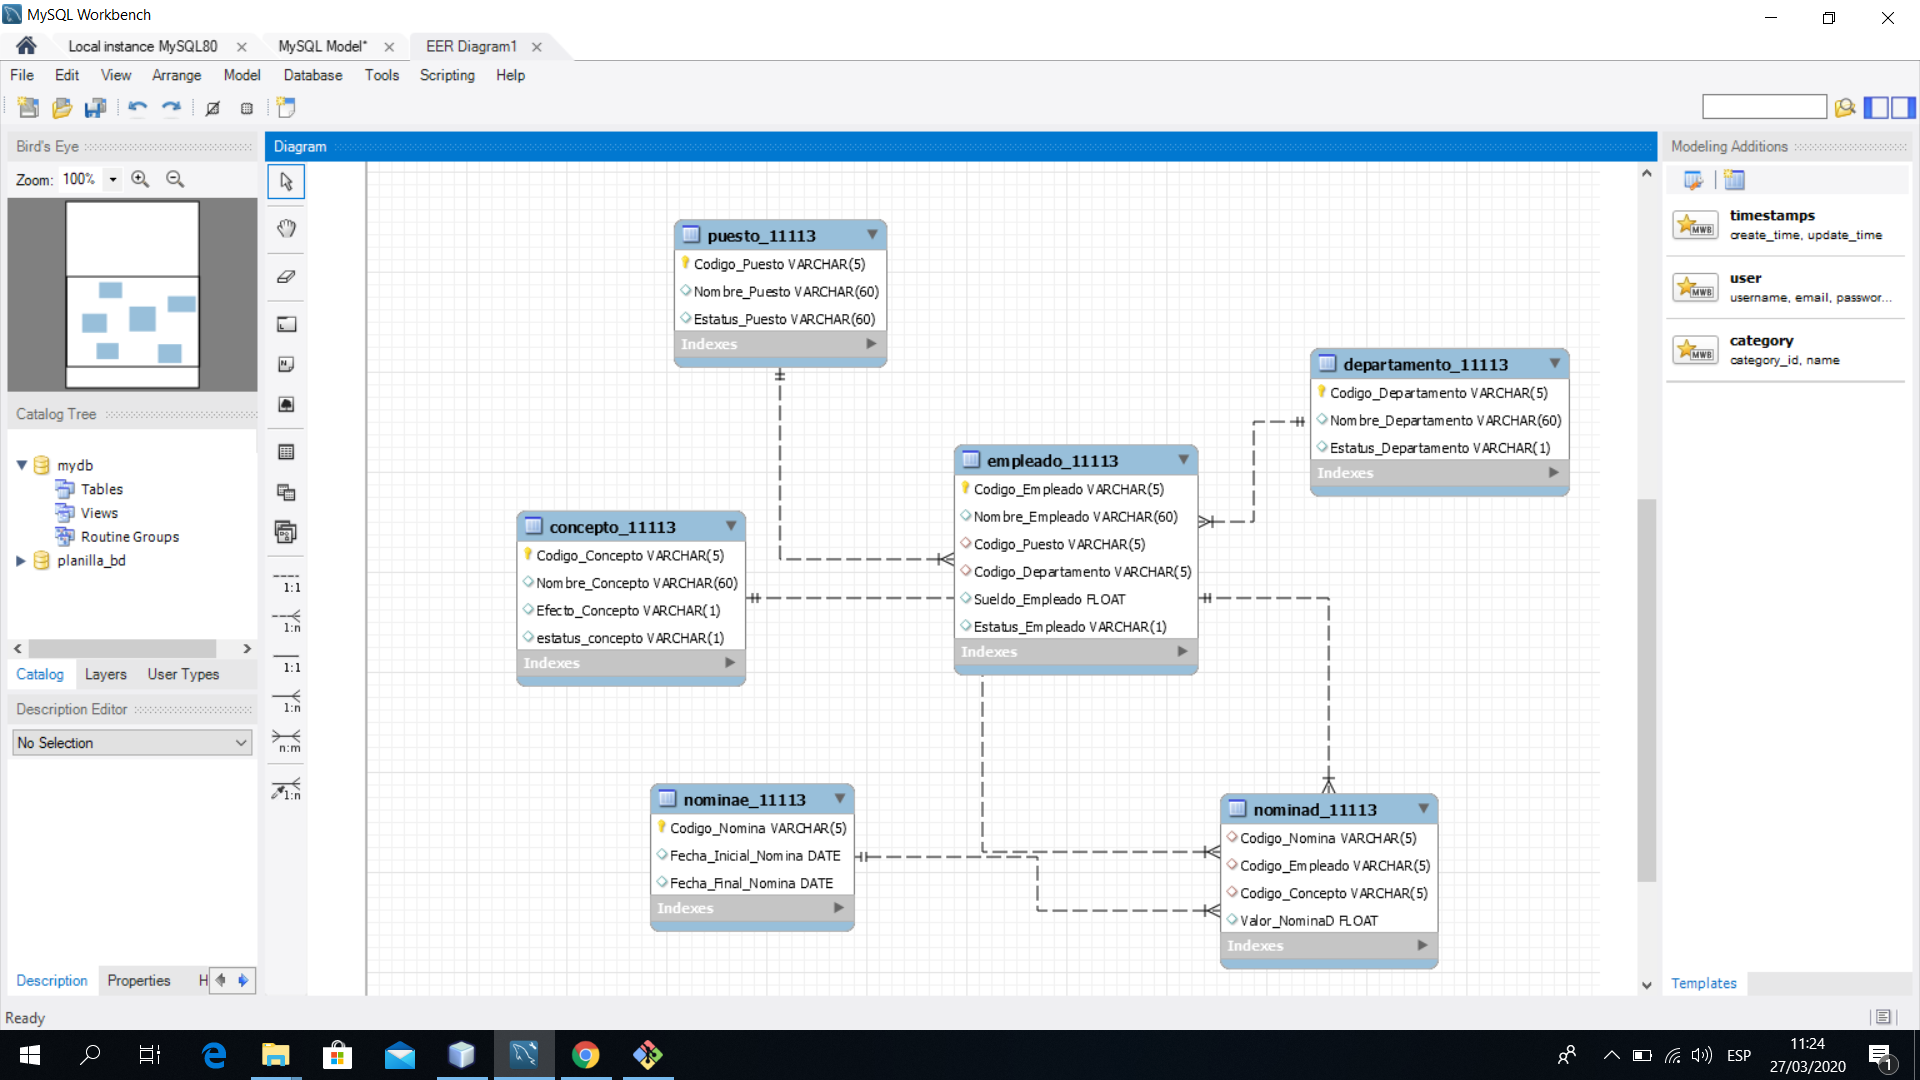 MySQL Workbench
Local instance MySQL80
MySQL Model*
EER Diagram1
File Edit View Arrange Model Database Tools Scripting Help
Bird's Eye
Zoom: 100%
Catalog Tree
mydb
Tables
Views
Routine Groups
planilla_bd
Catalog Layers User Types
Description Editor
No Selection
Description Properties H
Ready
Diagram
1:1
1:n
1:1
1:n
n:m
1:n
puesto_11113
Codigo_Puesto VARCHAR(5)
Nombre_Puesto VARCHAR(60)
Estatus_Puesto VARCHAR(60)
Indexes
departamento_11113
Codigo_Departamento VARCHAR(5)
Nombre_Departamento VARCHAR(60)
Estatus_Departamento VARCHAR(1)
Indexes
empleado_11113
Codigo_Empleado VARCHAR(5)
Nombre_Empleado VARCHAR(60)
Codigo_Puesto VARCHAR(5)
Codigo_Departamento VARCHAR(5)
Sueldo_Empleado FLOAT
Estatus_Empleado VARCHAR(1)
Indexes
concepto_11113
Codigo_Concepto VARCHAR(5)
Nombre_Concepto VARCHAR(60)
Efecto_Concepto VARCHAR(1)
estatus_concepto VARCHAR(1)
Indexes
nominae_11113
Codigo_Nomina VARCHAR(5)
Fecha_Inicial_Nomina DATE
Fecha_Final_Nomina DATE
Indexes
nominad_11113
Codigo_Nomina VARCHAR(5)
Codigo_Empleado VARCHAR(5)
Codigo_Concepto VARCHAR(5)
Valor_NominaD FLOAT
Indexes
Modeling Additions
MWB
timestamps
create_time, update_time
MWB
user
username, email, passwor...
MWB
category
category_id, name
Templates
ESP
11:24
27/03/2020
1